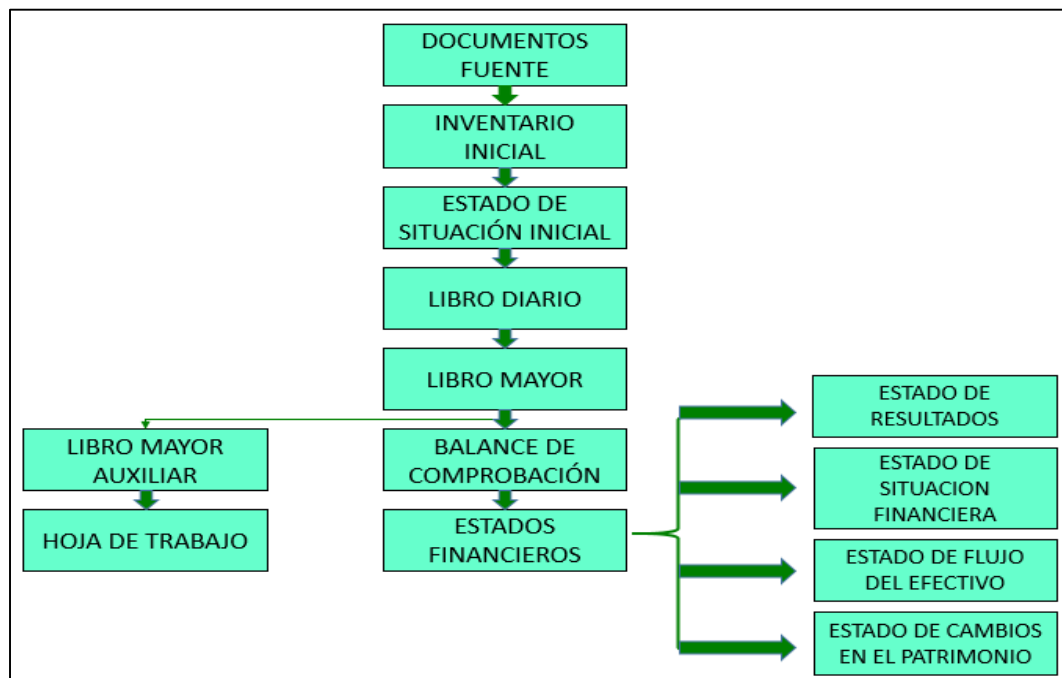 DOCUMENTOS
FUENTE
INVENTARIO
INICIAL
ESTADO DE
SITUACIÓN INICIAL
LIBRO DIARIO
LIBRO MAYOR
LIBRO MAYOR
AUXILIAR
HOJA DE TRABAJO
BALANCE DE
COMPROBACIÓN
ESTADOS
FINANCIEROS
ESTADO DE
RESULTADOS
ESTADO DE
SITUACION
FINANCIERA
ESTADO DE FLUJO
DEL EFECTIVO
ESTADO DE CAMBIOS
EN EL PATRIMONIO